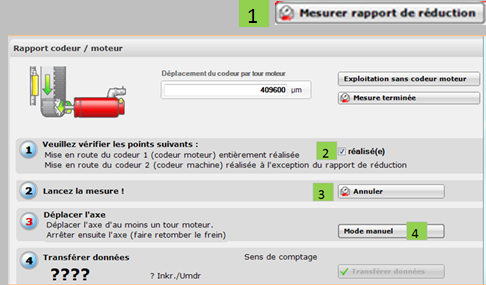 1 Mesurer rapport de réduction
Rapport codeur / moteur
Déplacement du codeur par tour moteur
409600 µm
Exploitation sans codeur moteur
Mesure terminée
1 Veuillez vérifier les points suivants :
Mise en route du codeur 1 (codeur moteur) entièrement réalisée
2 réalisé(e)
Mise en route du codeur 2 (codeur machine) réalisée à l'exception du rapport de réduction
2 Lancez la mesure !
3 Annuler
3 Déplacer l'axe
Déplacer l'axe d'au moins un tour moteur.
Arrêter ensuite l'axe (faire retomber le frein)
Mode manuel 4
4 Transférer données
Sens de comptage
???? ? Inkr./Umdr
Transférer données